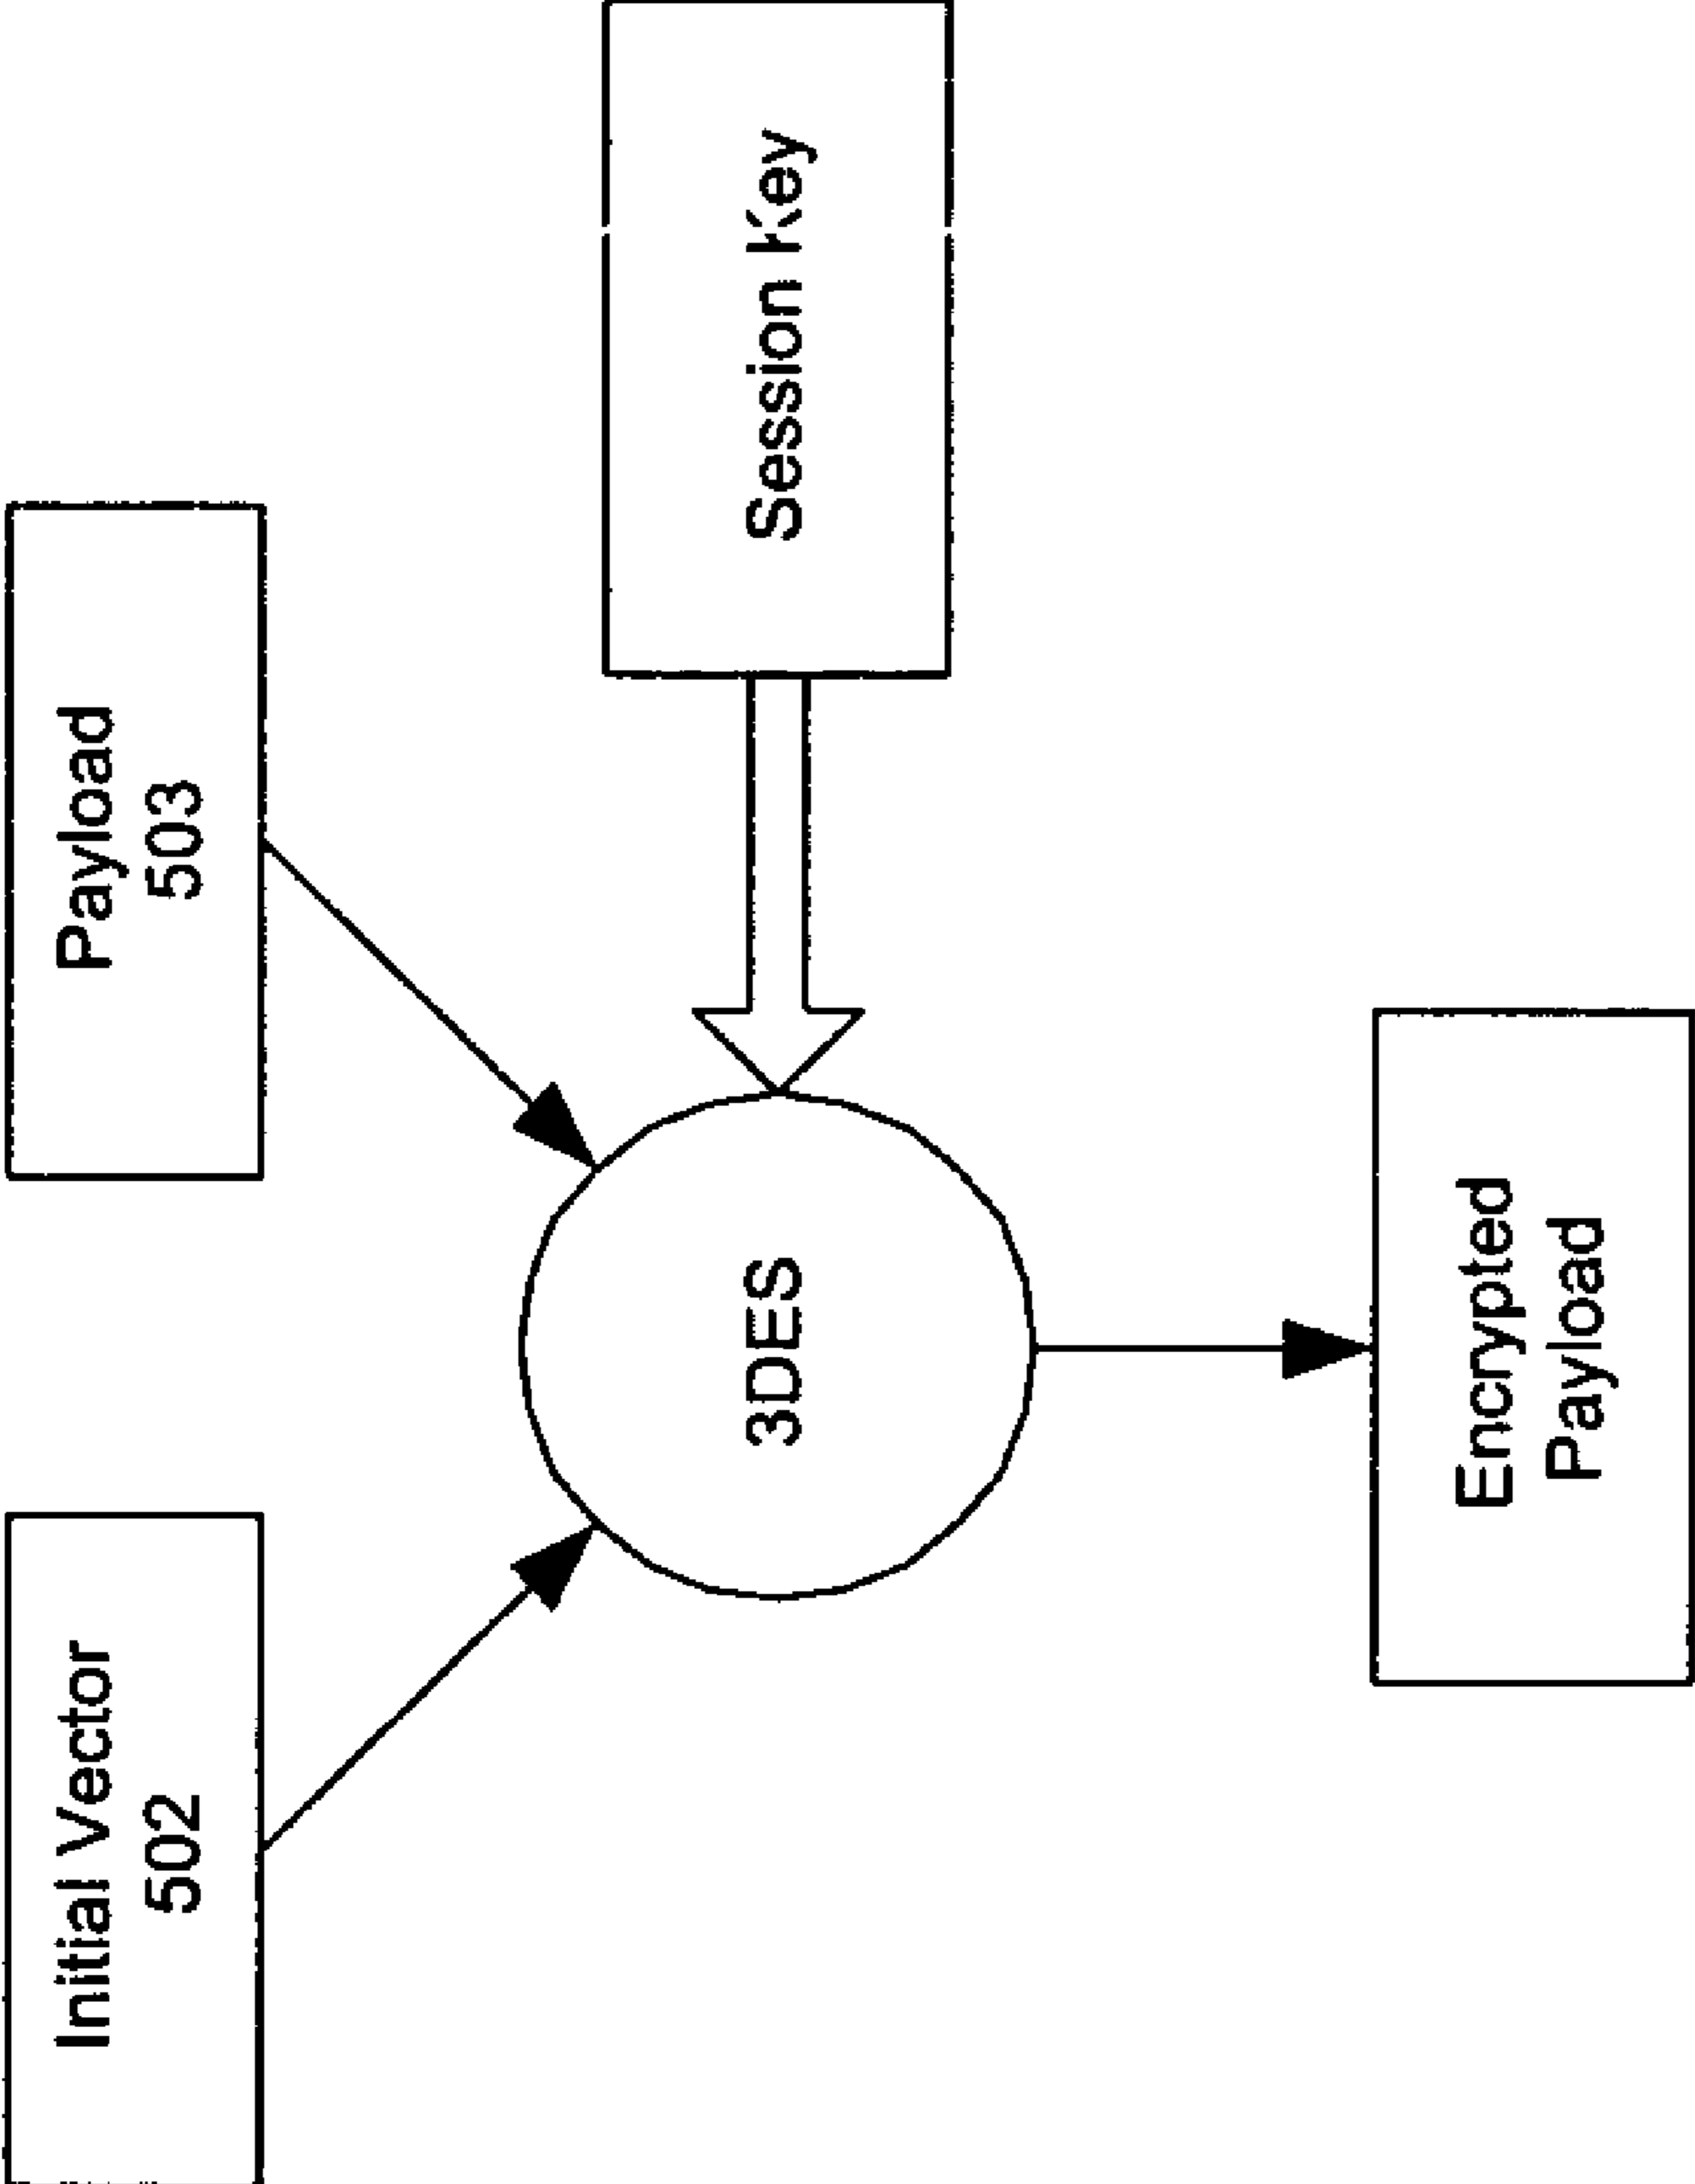 Initial Vector
502
Payload
503
3DES
Session Key
Encrypted
Payload